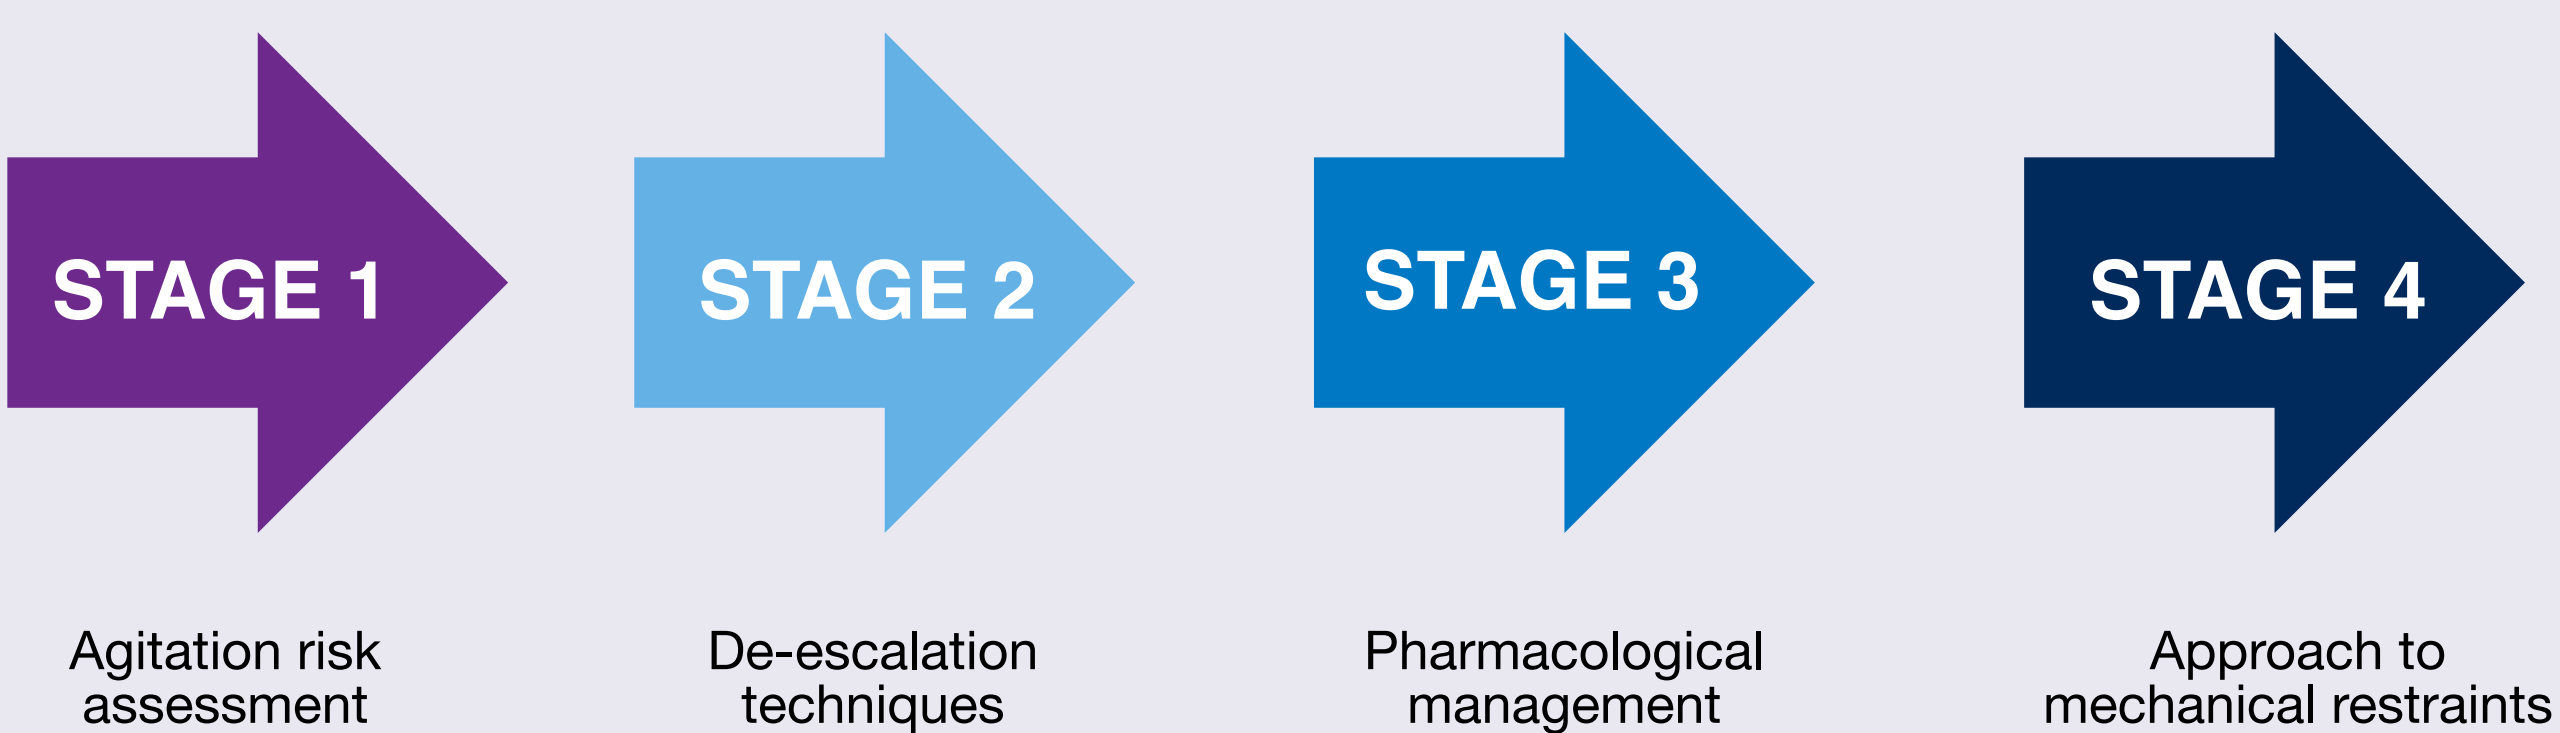 STAGE 1
STAGE 2
STAGE 3
STAGE 4
Agitation risk
assessment
De-escalation
techniques
Pharmacological
management
Approach to
mechanical restraints